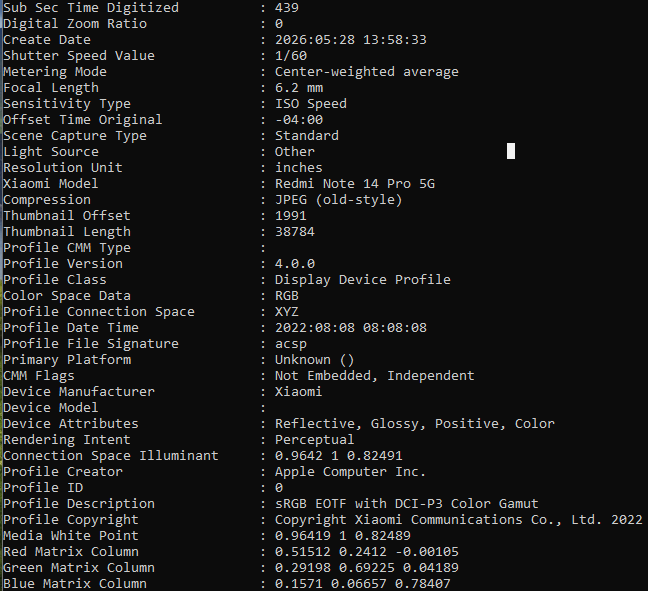 Sub Sec Time Digitized : 439
Digital Zoom Ratio : 0
Create Date : 2026:05:28 13:58:33
Shutter Speed Value : 1/60
Metering Mode : Center-weighted average
Focal Length : 6.2 mm
Sensitivity Type : ISO Speed
Offset Time Original : -04:00
Scene Capture Type : Standard
Light Source : Other
Resolution Unit : inches
Xiaomi Model : Redmi Note 14 Pro 5G
Compression : JPEG (old-style)
Thumbnail Offset : 1991
Thumbnail Length : 38784
Profile CMM Type :
Profile Version : 4.0.0
Profile Class : Display Device Profile
Color Space Data : RGB
Profile Connection Space : XYZ
Profile Date Time : 2022:08:08 08:08:08
Profile File Signature : acsp
Primary Platform : Unknown ()
CMM Flags : Not Embedded, Independent
Device Manufacturer : Xiaomi
Device Model :
Device Attributes : Reflective, Glossy, Positive, Color
Rendering Intent : Perceptual
Connection Space Illuminant : 0.9642 1 0.82491
Profile Creator : Apple Computer Inc.
Profile ID : 0
Profile Description : sRGB EOTF with DCI-P3 Color Gamut
Profile Copyright : Copyright Xiaomi Communications Co., Ltd. 2022
Media White Point : 0.96419 1 0.82489
Red Matrix Column : 0.51512 0.2412 -0.00105
Green Matrix Column : 0.29198 0.69225 0.04189
Blue Matrix Column : 0.1571 0.06657 0.78407